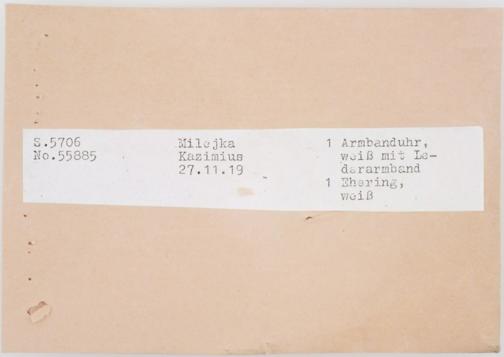 S.5706
No.55885
Milejka
Kazimius
27.11.19
1 Armbanduhr,
weiß mit Le-
derarmband
1 Ehering,
weiß